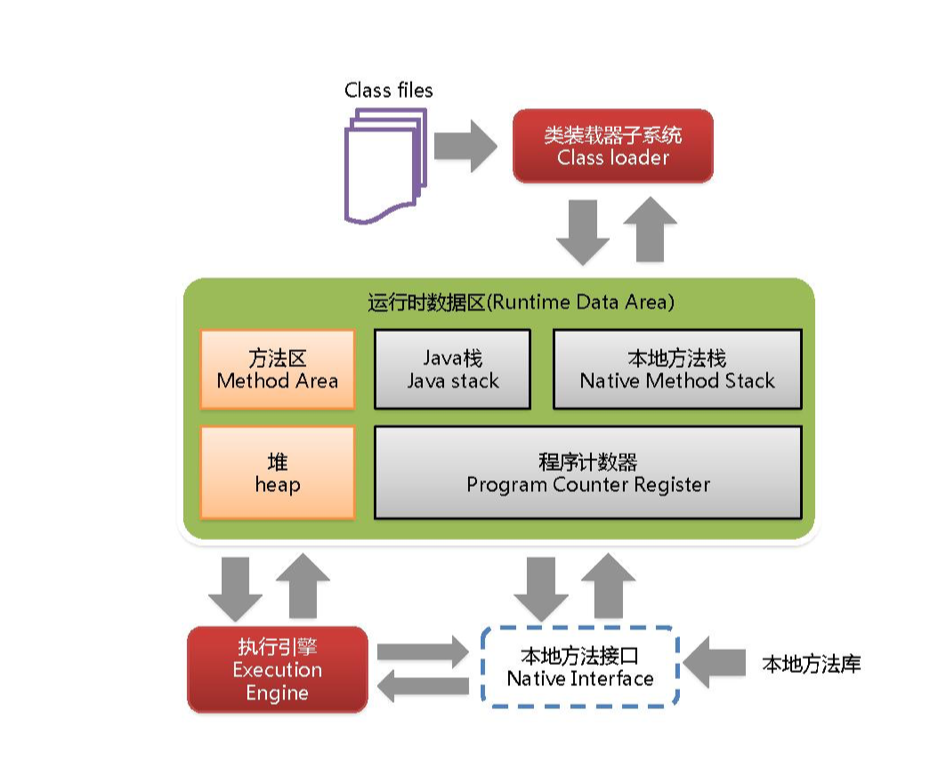 Class files
类装载器子系统
Class loader
运行时数据区(Runtime Data Area)
方法区
Method Area
Java栈
Java stack
本地方法栈
Native Method Stack
堆
heap
程序计数器
Program Counter Register
执行引擎
Execution
Engine
本地方法接口
Native Interface
本地方法库